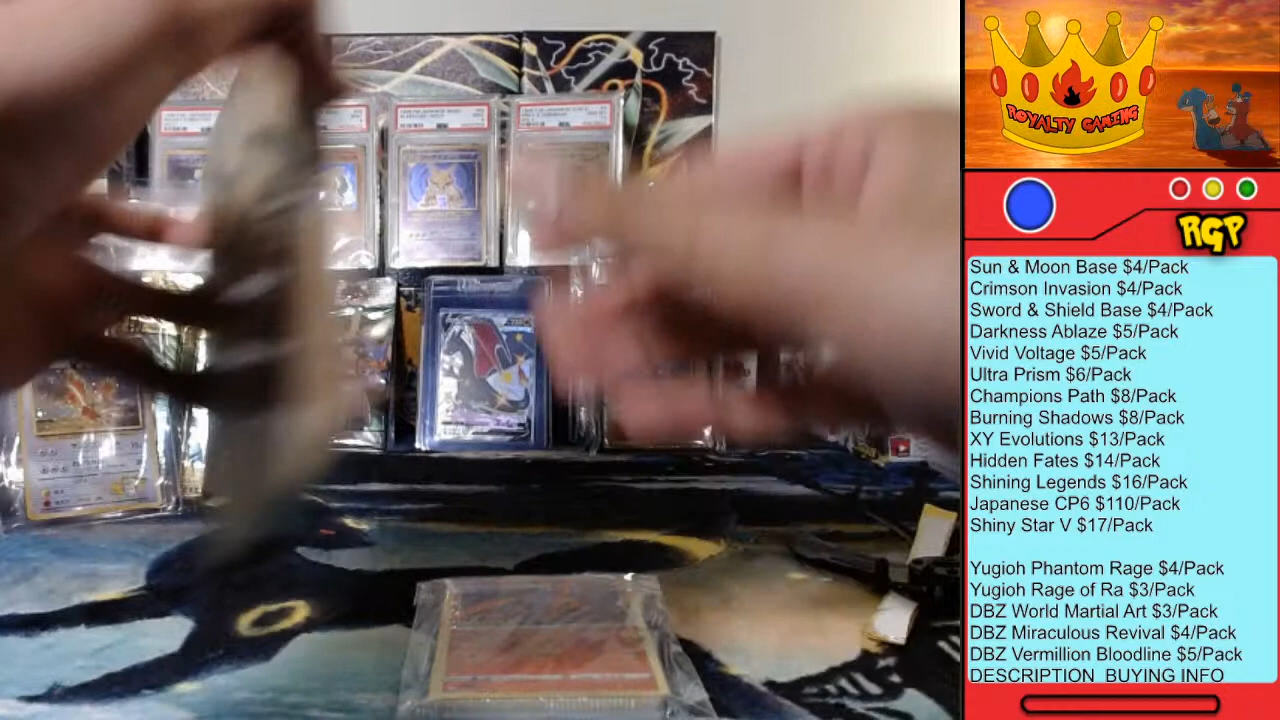 ROYALTY GAMING
RGP
Sun & Moon Base $4/Pack
Crimson Invasion $4/Pack
Sword & Shield Base $4/Pack
Darkness Ablaze $5/Pack
Vivid Voltage $5/Pack
Ultra Prism $6/Pack
Champions Path $8/Pack
Burning Shadows $8/Pack
XY Evolutions $13/Pack
Hidden Fates $14/Pack
Shining Legends $16/Pack
Japanese CP6 $110/Pack
Shiny Star V $17/Pack
Yugioh Phantom Rage $4/Pack
Yugioh Rage of Ra $3/Pack
DBZ World Martial Art $3/Pack
DBZ Miraculous Revival $4/Pack
DBZ Vermillion Bloodline $5/Pack
DESCRIPTION BUYING INFO